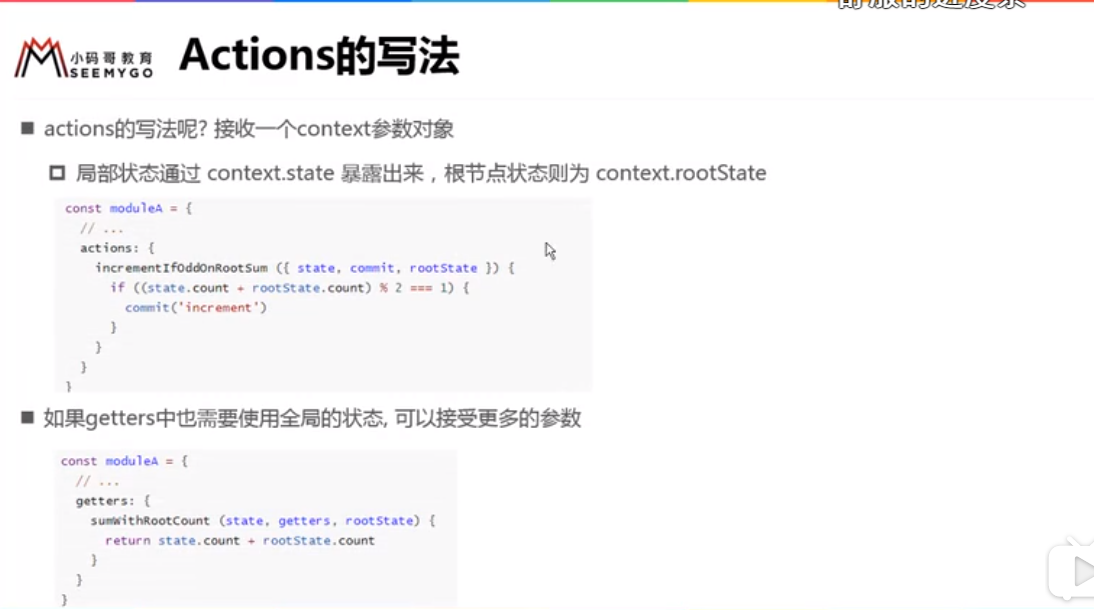 小码哥教育
SEEMYGO
Actions的写法
actions的写法呢? 接收一个context参数对象
局部状态通过 context.state 暴露出来，根节点状态则为 context.rootState
const moduleA = {
// ...
actions: {
incrementIfOddOnRootSum ({ state, commit, rootState }) {
if ((state.count + rootState.count) % 2 === 1) {
commit('increment')
}
}
}
}
如果getters中也需要使用全局的状态, 可以接受更多的参数
const moduleA = {
// ...
getters: {
sumWithRootCount (state, getters, rootState) {
return state.count + rootState.count
}
}
}